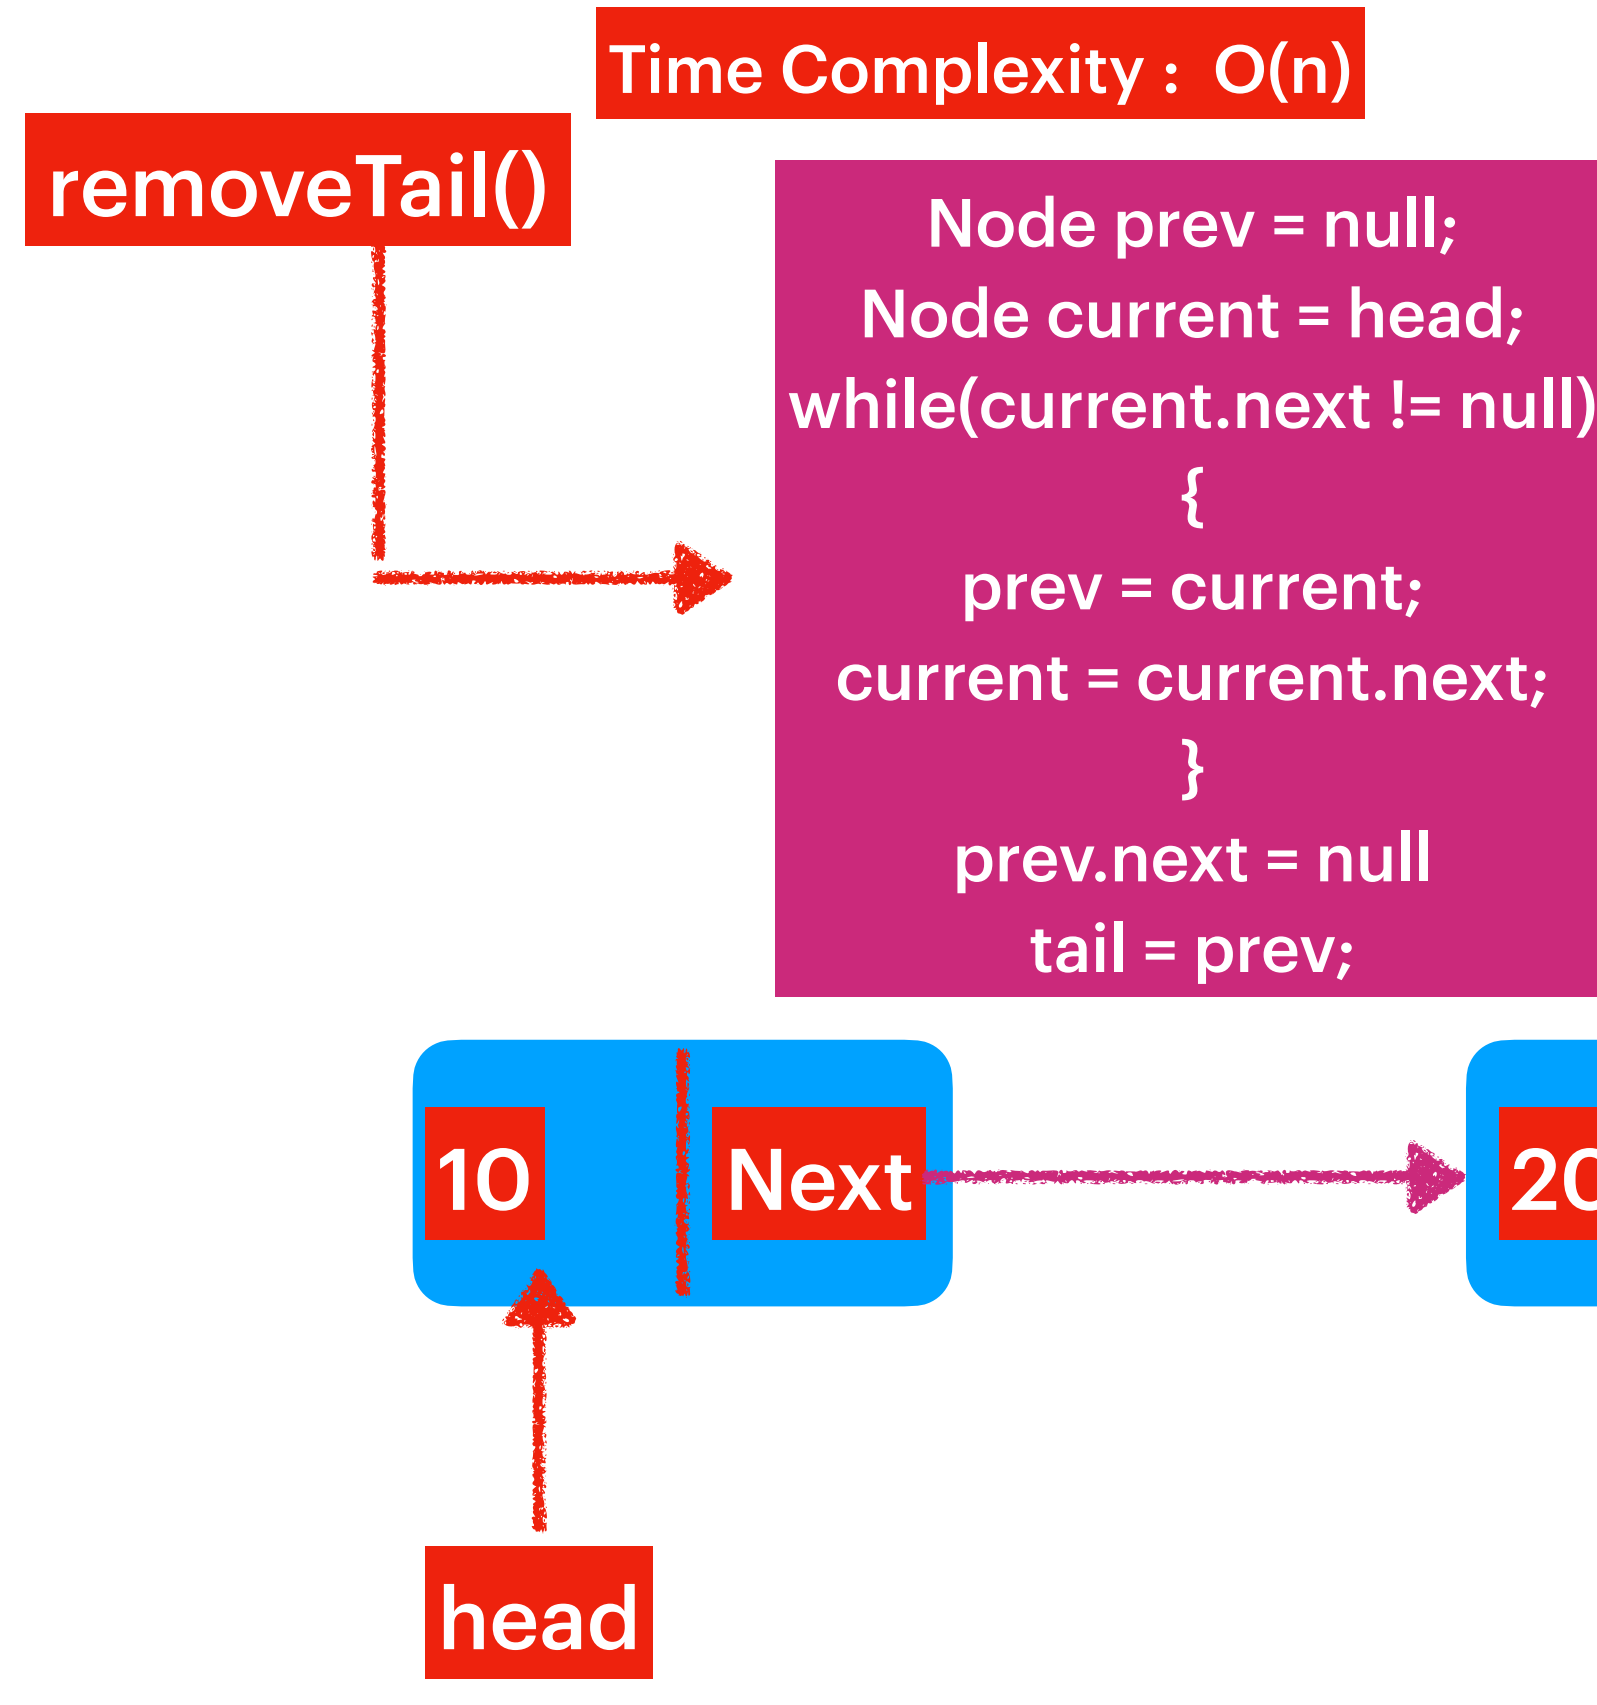 Time Complexity : O(n)
removeTail()
Node prev = null;
Node current = head;
while(current.next != null)
{
prev = current;
current = current.next;
}
prev.next = null
tail = prev;
10
Next
20
head